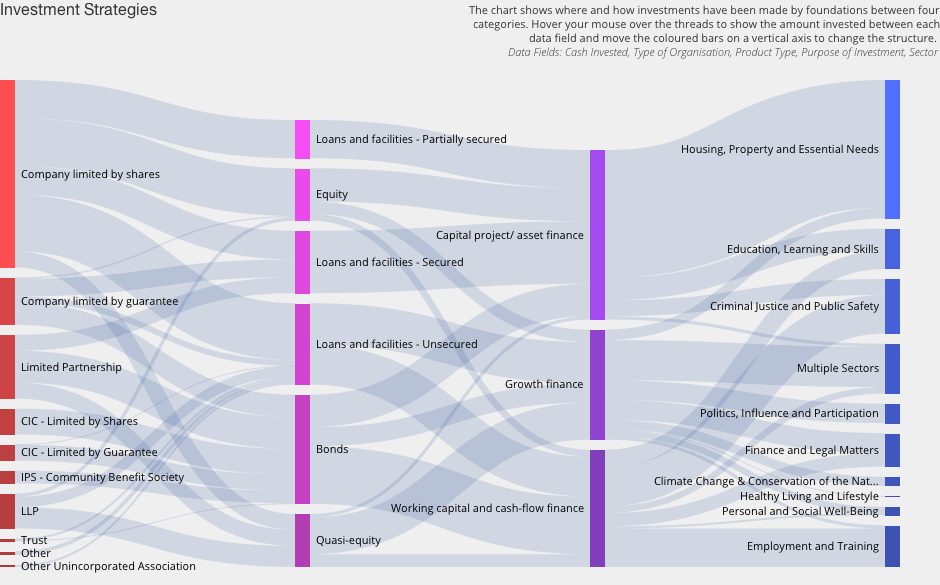 Investment Strategies
The chart shows where and how investments have been made by foundations between four
categories. Hover your mouse over the threads to show the amount invested between each
data field and move the coloured bars on a vertical axis to change the structure.
Data Fields: Cash Invested, Type of Organisation, Product Type, Purpose of Investment, Sector
Company limited by shares
Company limited by guarantee
Limited Partnership
CIC - Limited by Shares
CIC - Limited by Guarantee
IPS - Community Benefit Society
LLP
Trust
Other
Other Unincorporated Association
Loans and facilities - Partially secured
Equity
Loans and facilities - Secured
Loans and facilities - Unsecured
Bonds
Quasi-equity
Capital project/ asset finance
Growth finance
Working capital and cash-flow finance
Housing, Property and Essential Needs
Education, Learning and Skills
Criminal Justice and Public Safety
Multiple Sectors
Politics, Influence and Participation
Finance and Legal Matters
Climate Change & Conservation of the Nat...
Healthy Living and Lifestyle
Personal and Social Well-Being
Employment and Training